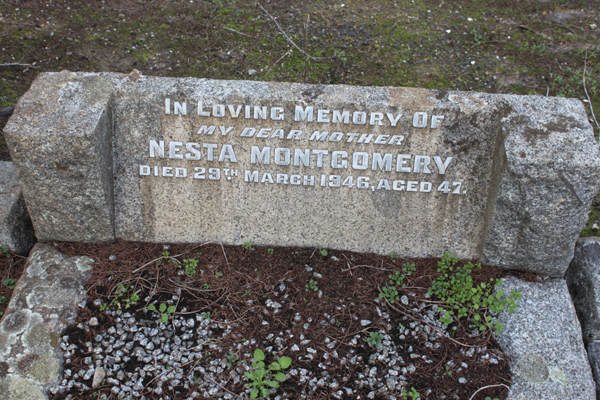 IN LOVING MEMORY OF
MY DEAR MOTHER
NESTA MONTGOMERY
DIED 29TH MARCH 1946, AGED 47.